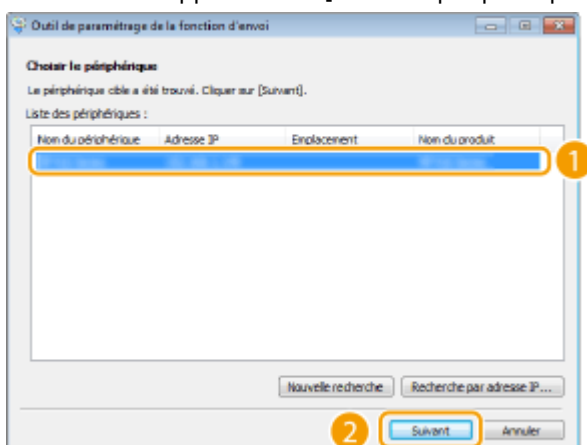 Outil de paramétrage de la fonction d'envoi
Choisir le périphérique
Le périphérique cible a été trouvé. Cliquer sur [Suivant].
Liste des périphériques :
Nom du périphérique Adresse IP Emplacement Nom du produit
1
Nouvelle recherche Recherche par adresse IP...
2 Suivant Annuler